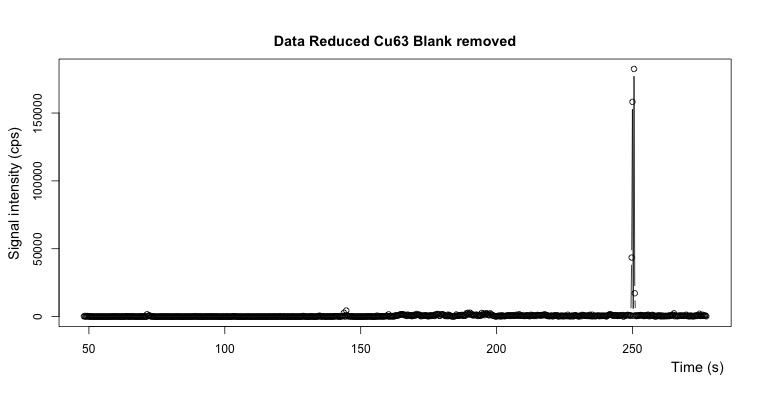 Data Reduced Cu63 Blank removed
Signal intensity (cps)
150000
100000
50000
0
50 100 150 200 250
Time (s)